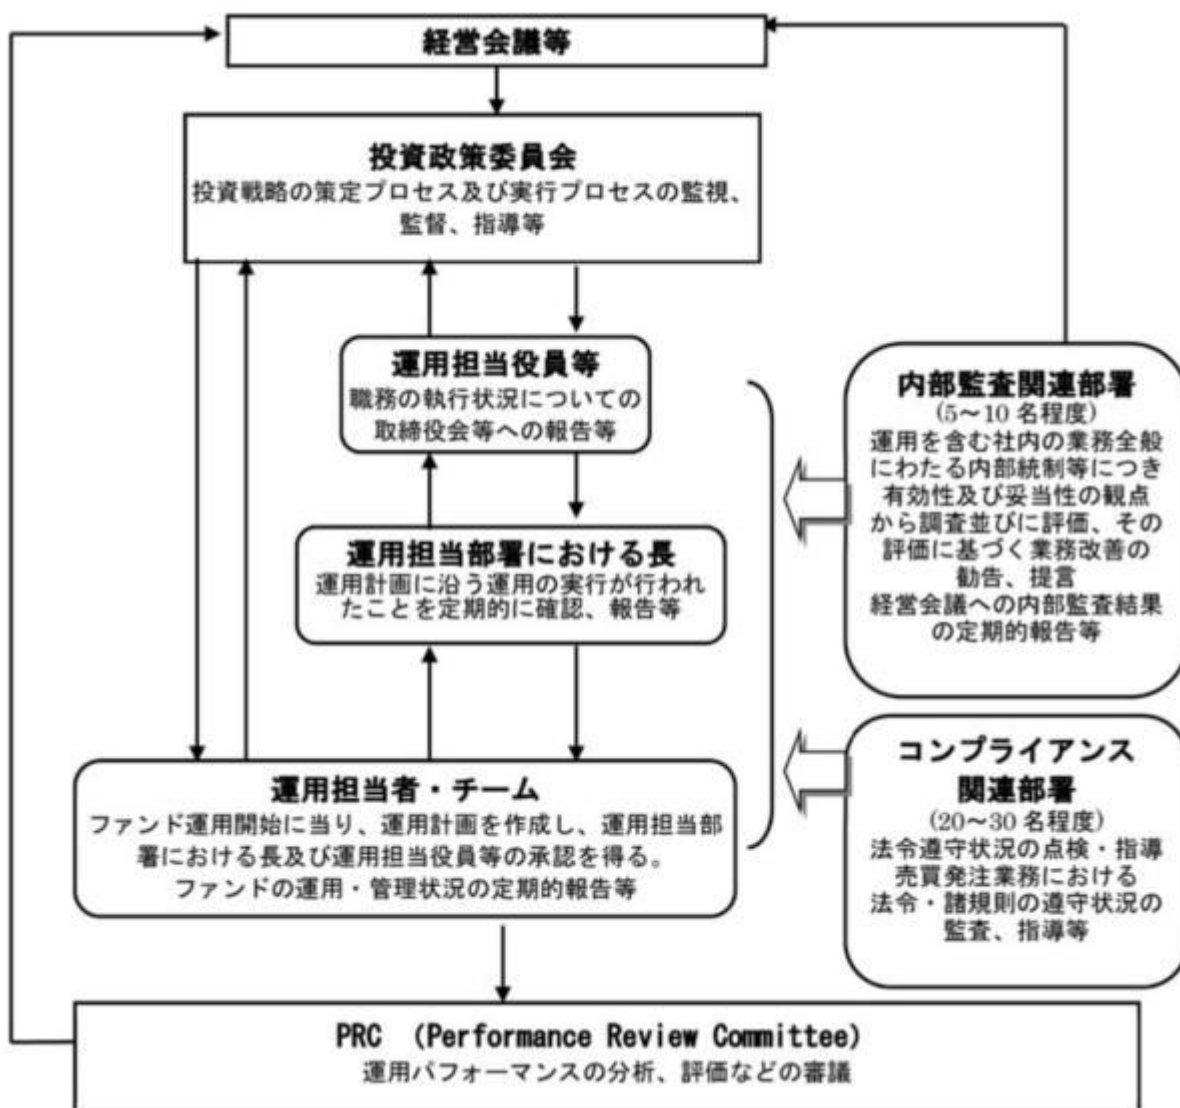 経営会議等
投資政策委員会
投資戦略の策定プロセス及び実行プロセスの監視、
監督、指導等
運用担当役員等
職務の執行状況についての
取締役会等への報告等
運用担当部署における長
運用計画に沿う運用の実行が行われ
たことを定期的に確認、報告等
運用担当者・チーム
ファンド運用開始に当り、運用計画を作成し、運用担当部
署における長及び運用担当役員等の承認を得る。
ファンドの運用・管理状況の定期的報告等
内部監査関連部署
(5～10 名程度)
運用を含む社内の業務全般
にわたる内部統制等につき
有効性及び妥当性の観点
から調査並びに評価、その
評価に基づく業務改善の
勧告、提言
経営会議への内部監査結果
の定期的報告等
コンプライアンス
関連部署
(20～30 名程度)
法令遵守状況の点検・指導
売買発注業務における
法令・諸規則の遵守状況の
監査、指導等
PRC （Performance Review Committee）
運用パフォーマンスの分析、評価などの審議